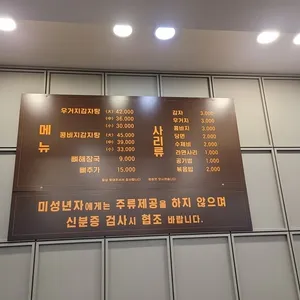 메뉴
우거지감자탕 (대) 42,000
(중) 36,000
(소) 30,000
콩비지감자탕 (대) 45,000
(중) 39,000
(소) 33,000
뼈해장국 9,000
뼈추가 15,000
사리류
감자 3,000
우거지 3,000
콩비지 3,000
당면 2,000
수제비 2,000
라면사리 1,000
공기밥 1,000
볶음밥 2,000
미성년자에게는 주류제공을 하지 않으며
신분증 검사시 협조 바랍니다.